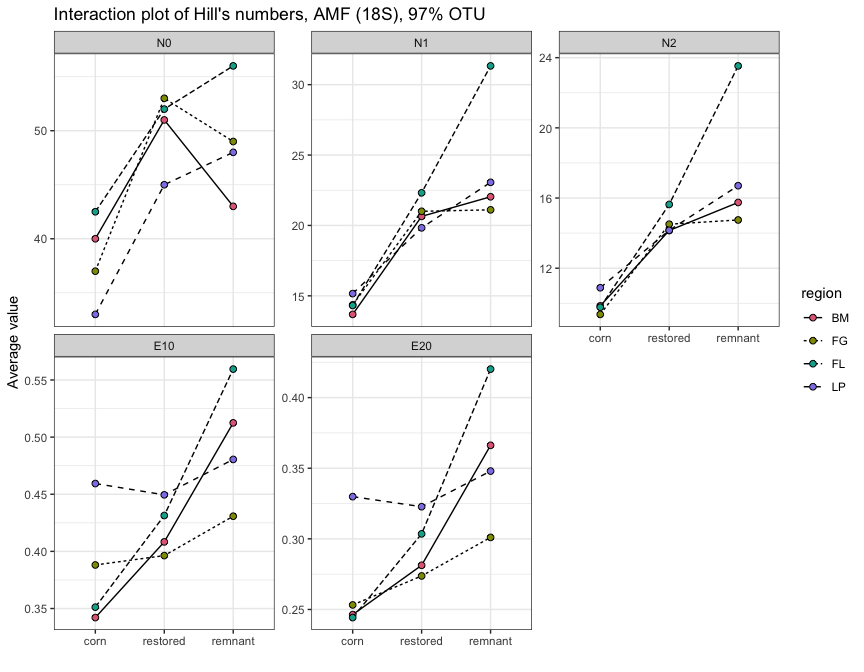 Interaction plot of Hill's numbers, AMF (18S), 97% OTU
N0
N1
N2
50
40
30
25
20
15
24
20
16
12
corn
restored
remnant
Average value
E10
E20
0.55
0.50
0.45
0.40
0.35
0.40
0.35
0.30
0.25
corn
restored
remnant
corn
restored
remnant
region
BM
FG
FL
LP